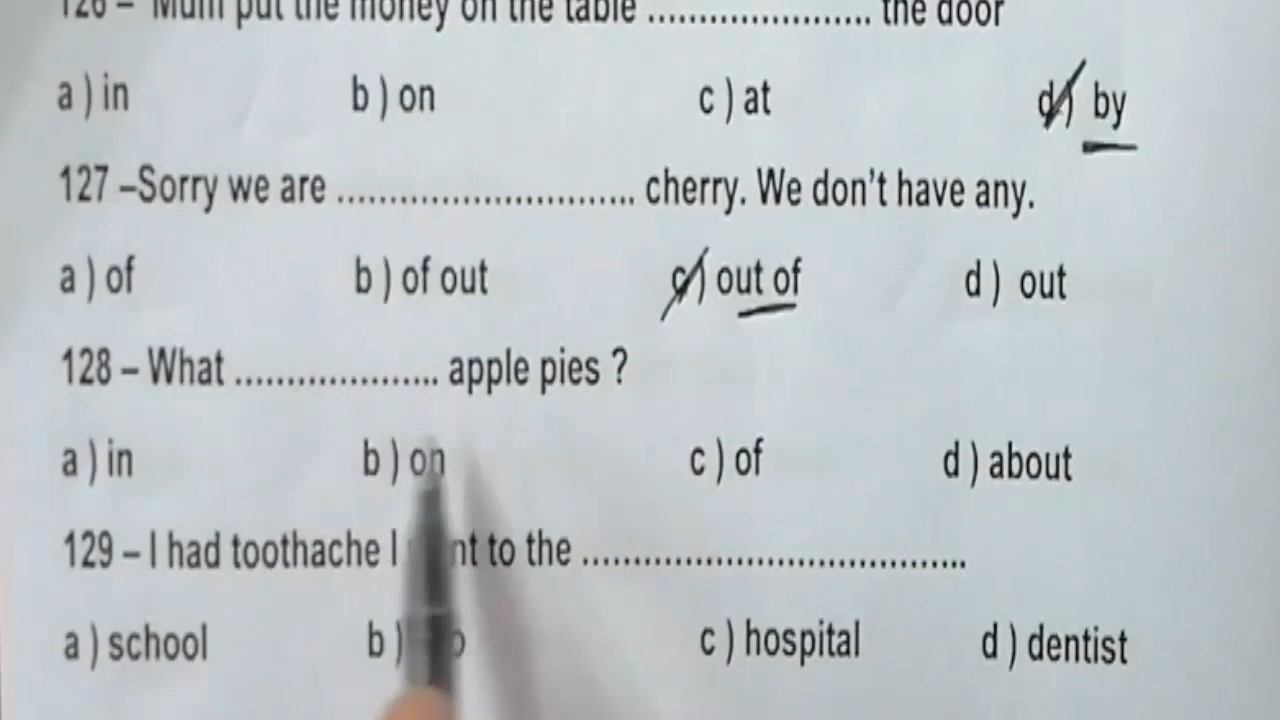 126 – Mum put the money on the table ...................... the door
a ) in b ) on c ) at d ) by
127 –Sorry we are ............................. cherry. We don't have any.
a ) of b ) of out c ) out of d ) out
128 – What .................... apple pies ?
a ) in b ) on c ) of d ) about
129 – I had toothache I to the .....................................
a ) school b ) c ) hospital d ) dentist